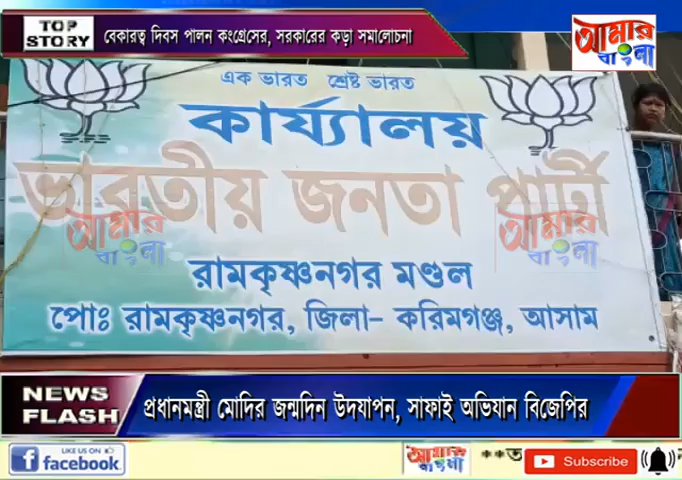 TOP
STORY
বেকারত্ব দিবস পালন কংগ্রেসের, সরকারের কড়া সমালোচনা
আমার
বাংলা
এক ভারত শ্রেষ্ট ভারত
কার্য্যালয়
ভারতীয় জনতা পার্টী
আমার
বাংলা
আমার
বাংলা
রামকৃষ্ণনগর মণ্ডল
পোঃ রামকৃষ্ণনগর, জিলা- করিমগঞ্জ, আসাম
NEWS
FLASH
প্রধানমন্ত্রী মোদির জন্মদিন উদযাপন, সাফাই অভিযান বিজেপির
LIKE US ON
facebook.
আমার
বাংলা
Subscribe